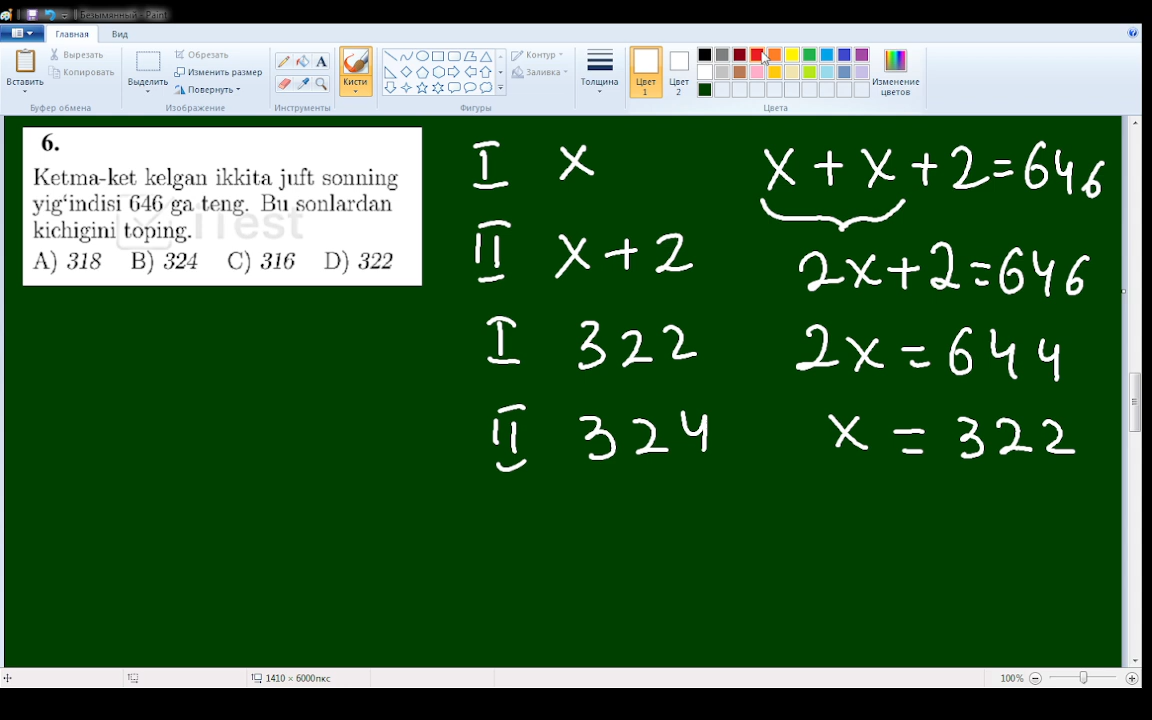 Безымянный - Paint
Главная Вид
Вставить
Вырезать
Копировать
Буфер обмена
Выделить
Обрезать
Изменить размер
Повернуть
Изображение
A
Инструменты
Кисти
Контур
Заливка
Фигуры
Толщина
Цвет 1
Цвет 2
Изменение цветов
Цвета
6.
Ketma-ket kelgan ikkita juft sonning
yig‘indisi 646 ga teng. Bu sonlardan
kichigini toping.
A) 318 B) 324 C) 316 D) 322
iTest
I x
II x+2
I 322
II 324
x+x+2=646
2x+2=646
2x=644
x=322
1410 × 6000пкс
100%